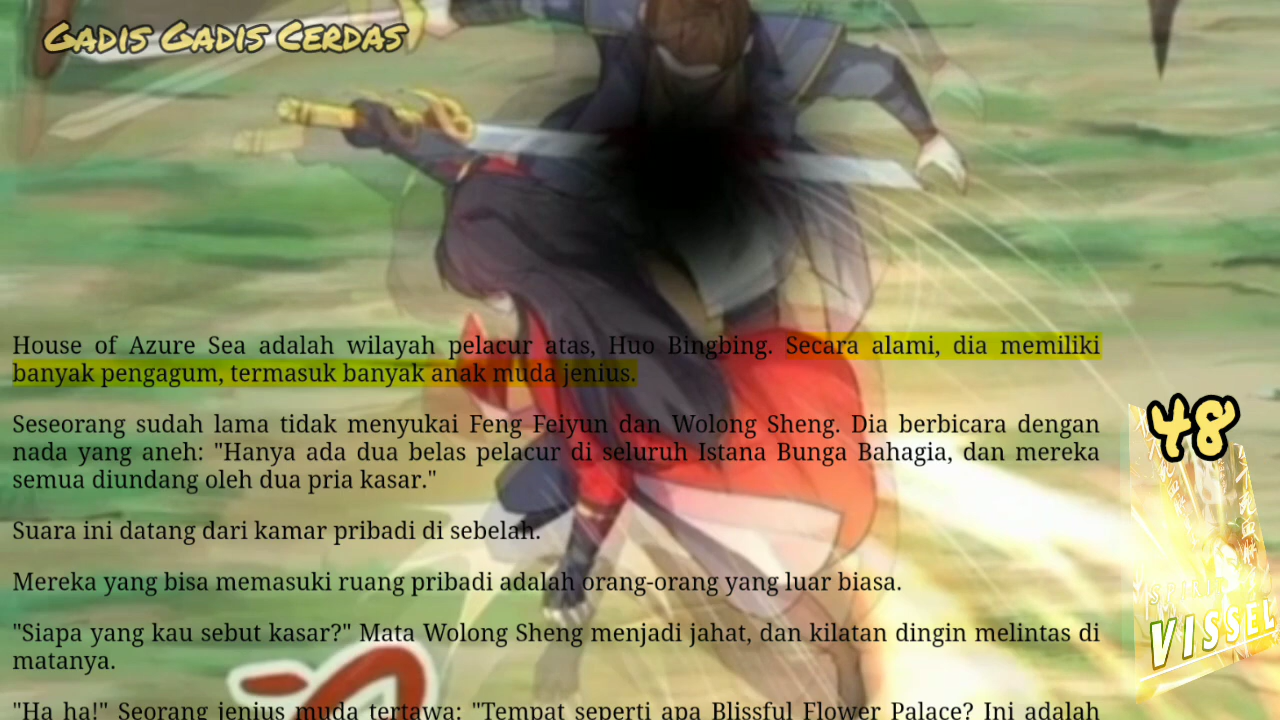 Gadis Gadis Cerdas
House of Azure Sea adalah wilayah pelacur atas, Huo Bingbing. Secara alami, dia memiliki
banyak pengagum, termasuk banyak anak muda jenius.
Seseorang sudah lama tidak menyukai Feng Feiyun dan Wolong Sheng. Dia berbicara dengan
nada yang aneh: "Hanya ada dua belas pelacur di seluruh Istana Bunga Bahagia, dan mereka
semua diundang oleh dua pria kasar."
Suara ini datang dari kamar pribadi di sebelah.
Mereka yang bisa memasuki ruang pribadi adalah orang-orang yang luar biasa.
"Siapa yang kau sebut kasar?" Mata Wolong Sheng menjadi jahat, dan kilatan dingin melintas di
matanya.
"Ha ha!" Seorang jenius muda tertawa: "Tempat seperti apa Blissful Flower Palace? Ini adalah
48
SPIRIT
VISSEL